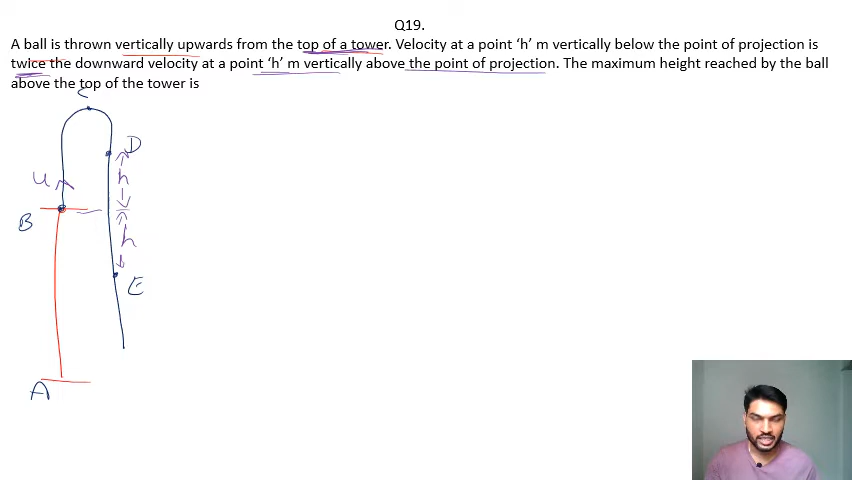 Q19.
A ball is thrown vertically upwards from the top of a tower. Velocity at a point ‘h’ m vertically below the point of projection is
twice the downward velocity at a point ‘h’ m vertically above the point of projection. The maximum height reached by the ball
above the top of the tower is
C
D
h
u
B
h
E
A